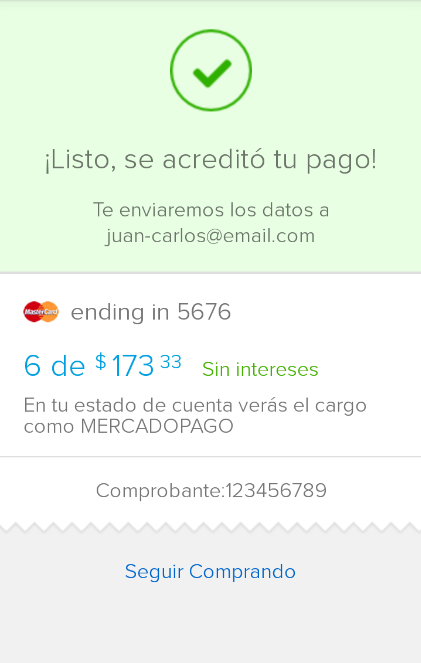 ¡Listo, se acreditó tu pago!
Te enviaremos los datos a
juan-carlos@email.com
MasterCard ending in 5676
6 de $ 173 33 Sin intereses
En tu estado de cuenta verás el cargo
como MERCADOPAGO
Comprobante:123456789
Seguir Comprando